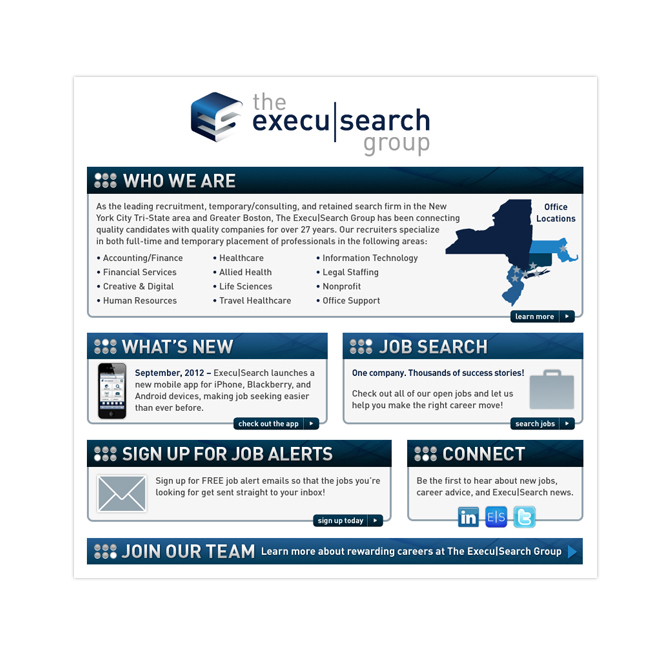 the
execu|search
group
WHO WE ARE
As the leading recruitment, temporary/consulting, and retained search firm in the New
York City Tri-State area and Greater Boston, The Execu|Search Group has been connecting
quality candidates with quality companies for over 27 years. Our recruiters specialize
in both full-time and temporary placement of professionals in the following areas:
• Accounting/Finance
• Financial Services
• Creative & Digital
• Human Resources
• Healthcare
• Allied Health
• Life Sciences
• Travel Healthcare
• Information Technology
• Legal Staffing
• Nonprofit
• Office Support
Office
Locations
learn more
WHAT'S NEW
September, 2012 – Execu|Search launches a
new mobile app for iPhone, Blackberry, and
Android devices, making job seeking easier
than ever before.
check out the app
JOB SEARCH
One company. Thousands of success stories!
Check out all of our open jobs and let us
help you make the right career move!
search jobs
SIGN UP FOR JOB ALERTS
Sign up for FREE job alert emails so that the jobs you're
looking for get sent straight to your inbox!
sign up today
CONNECT
Be the first to hear about new jobs,
career advice, and Execu|Search news.
in
E|S
t
JOIN OUR TEAM Learn more about rewarding careers at The Execu|Search Group